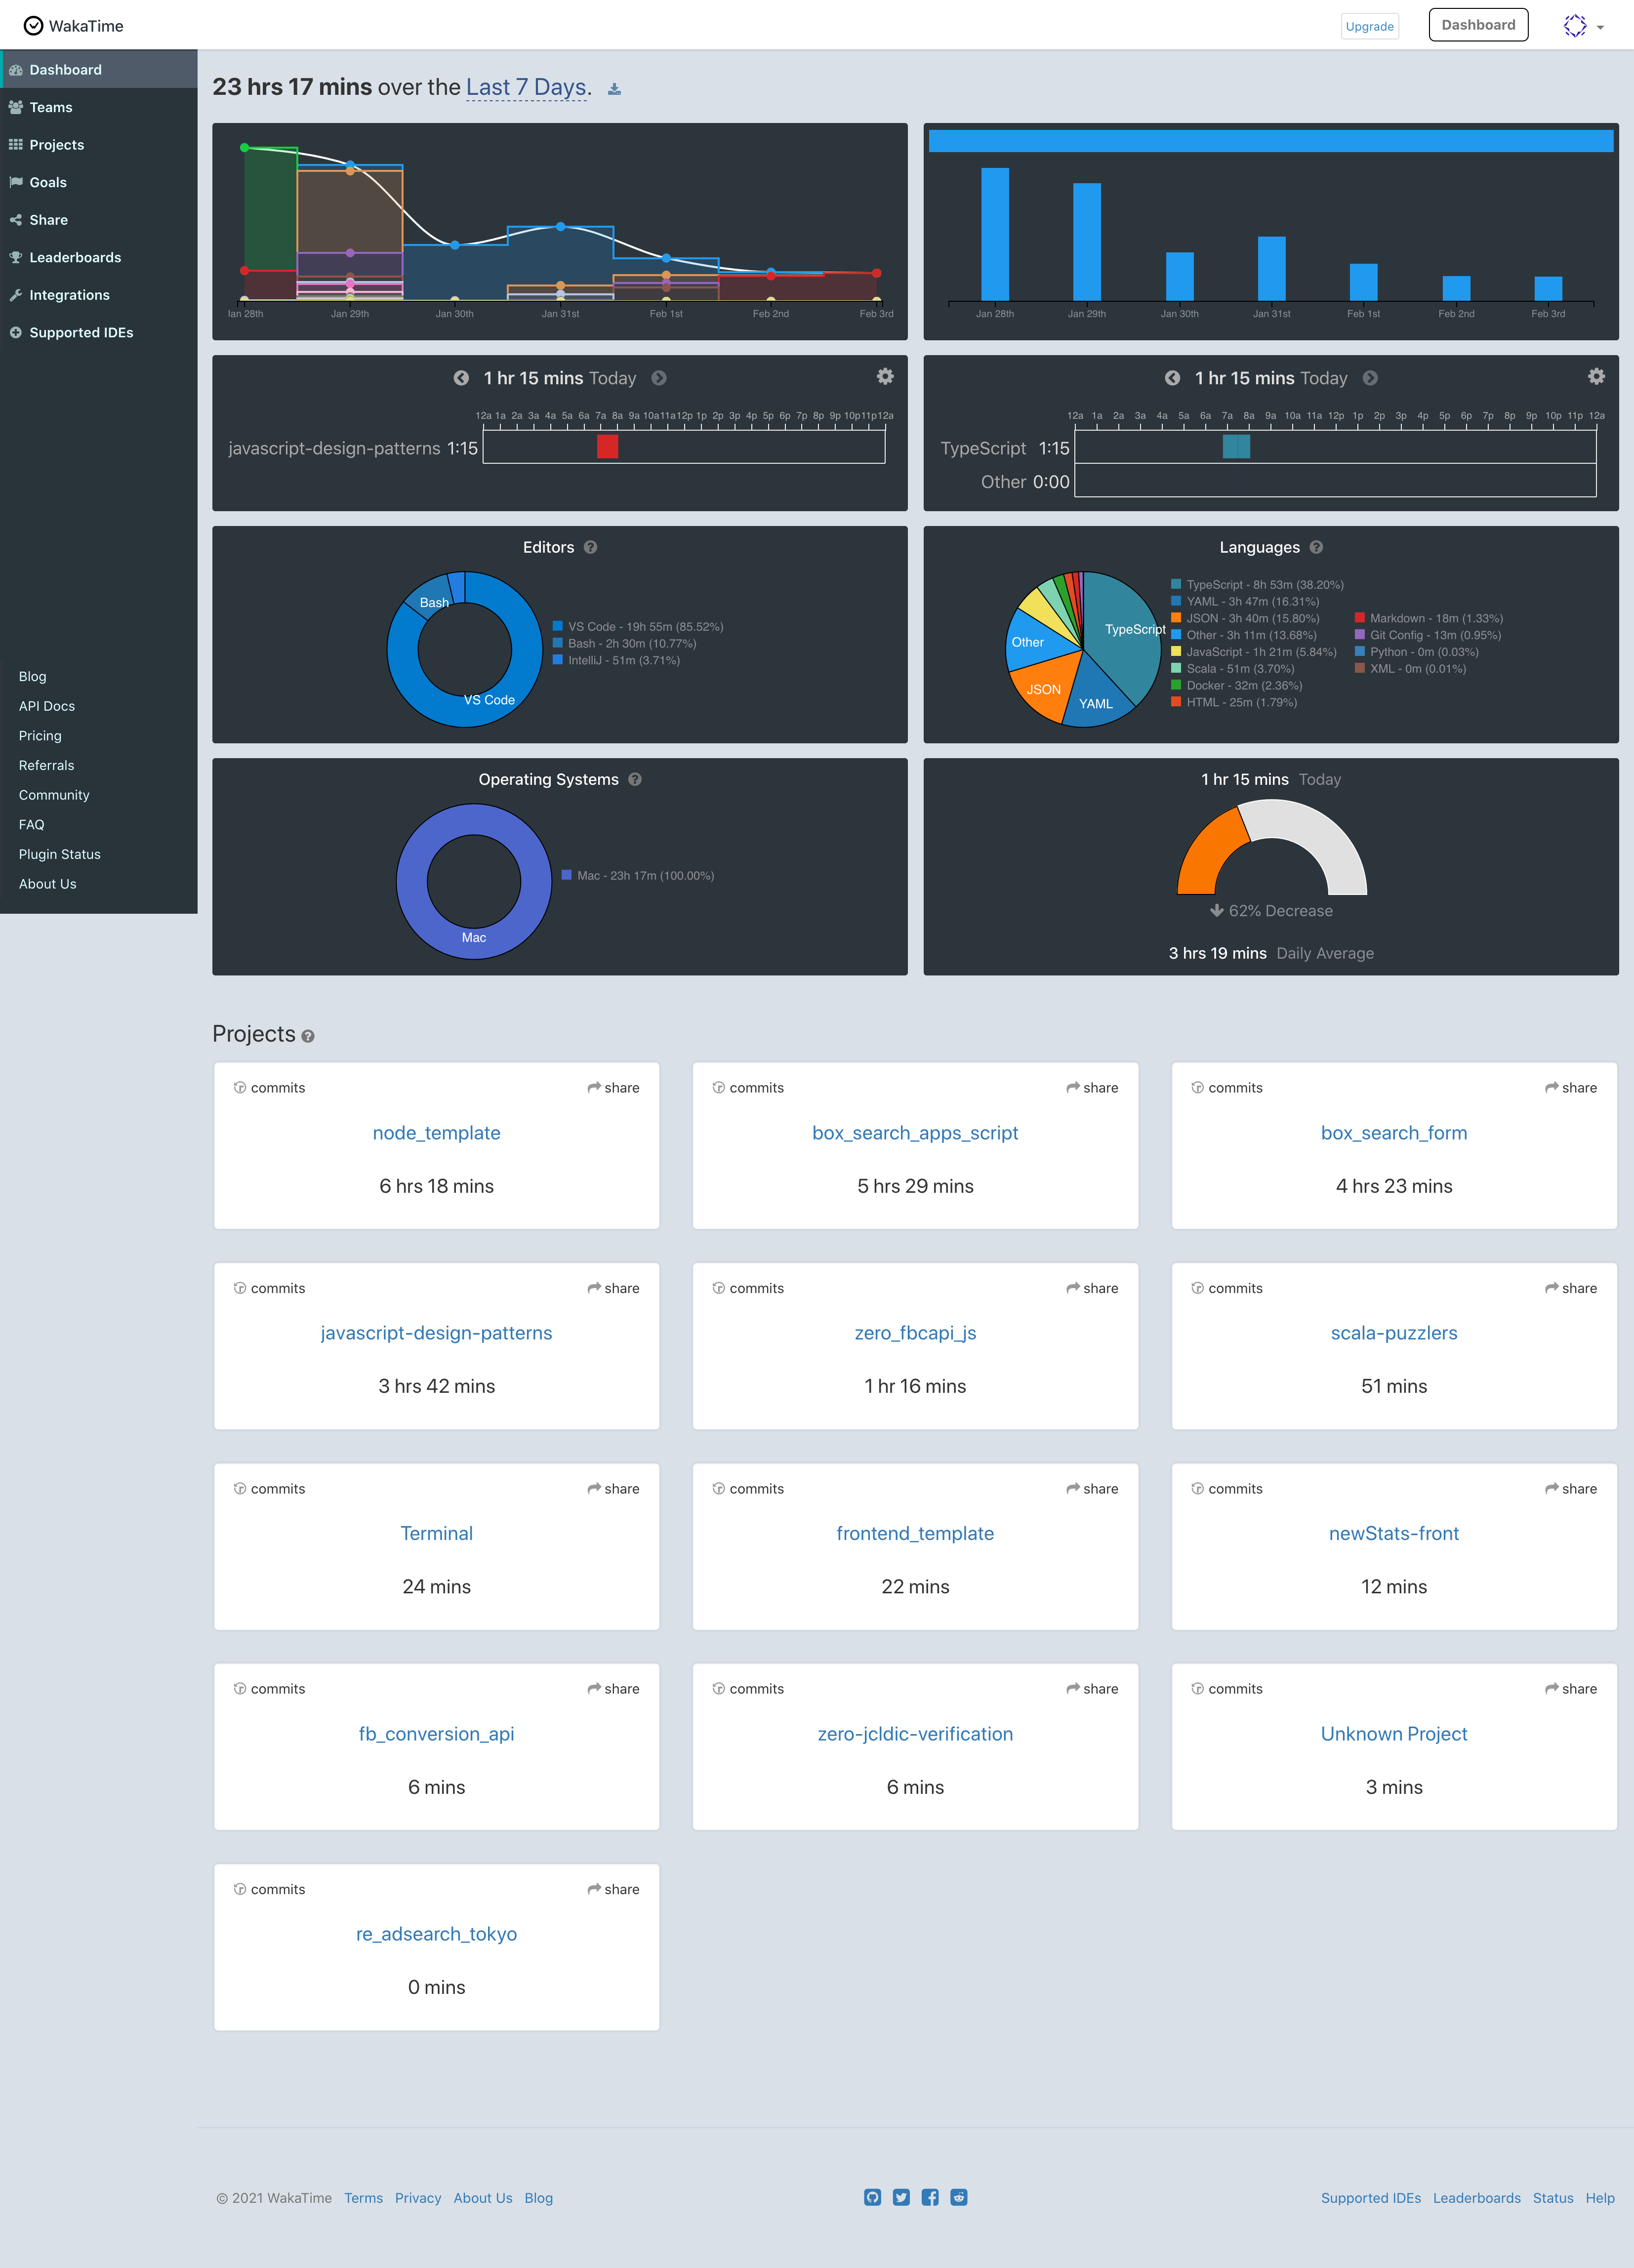 WakaTime
Upgrade
Dashboard
Dashboard
Teams
Projects
Goals
Share
Leaderboards
Integrations
Supported IDEs
Blog
API Docs
Pricing
Referrals
Community
FAQ
Plugin Status
About Us
23 hrs 17 mins over the Last 7 Days.
Jan 28th Jan 29th Jan 30th Jan 31st Feb 1st Feb 2nd Feb 3rd
Jan 28th Jan 29th Jan 30th Jan 31st Feb 1st Feb 2nd Feb 3rd
1 hr 15 mins Today
12a 1a 2a 3a 4a 5a 6a 7a 8a 9a 10a 11a 12p 1p 2p 3p 4p 5p 6p 7p 8p 9p 10p 11p 12a
javascript-design-patterns 1:15
1 hr 15 mins Today
12a 1a 2a 3a 4a 5a 6a 7a 8a 9a 10a 11a 12p 1p 2p 3p 4p 5p 6p 7p 8p 9p 10p 11p 12a
TypeScript 1:15
Other 0:00
Editors
Bash
VS Code
VS Code - 19h 55m (85.52%)
Bash - 2h 30m (10.77%)
IntelliJ - 51m (3.71%)
Languages
TypeScript
Other
JSON
YAML
TypeScript - 8h 53m (38.20%)
YAML - 3h 47m (16.31%)
JSON - 3h 40m (15.80%)
Other - 3h 11m (13.68%)
JavaScript - 1h 21m (5.84%)
Scala - 51m (3.70%)
Docker - 32m (2.36%)
HTML - 25m (1.79%)
Markdown - 18m (1.33%)
Git Config - 13m (0.95%)
Python - 0m (0.03%)
XML - 0m (0.01%)
Operating Systems
Mac
Mac - 23h 17m (100.00%)
1 hr 15 mins Today
62% Decrease
3 hrs 19 mins Daily Average
Projects
commits share
node_template
6 hrs 18 mins
commits share
box_search_apps_script
5 hrs 29 mins
commits share
box_search_form
4 hrs 23 mins
commits share
javascript-design-patterns
3 hrs 42 mins
commits share
zero_fbcapi_js
1 hr 16 mins
commits share
scala-puzzlers
51 mins
commits share
Terminal
24 mins
commits share
frontend_template
22 mins
commits share
newStats-front
12 mins
commits share
fb_conversion_api
6 mins
commits share
zero-jcldic-verification
6 mins
commits share
Unknown Project
3 mins
commits share
re_adsearch_tokyo
0 mins
© 2021 WakaTime Terms Privacy About Us Blog
Supported IDEs Leaderboards Status Help